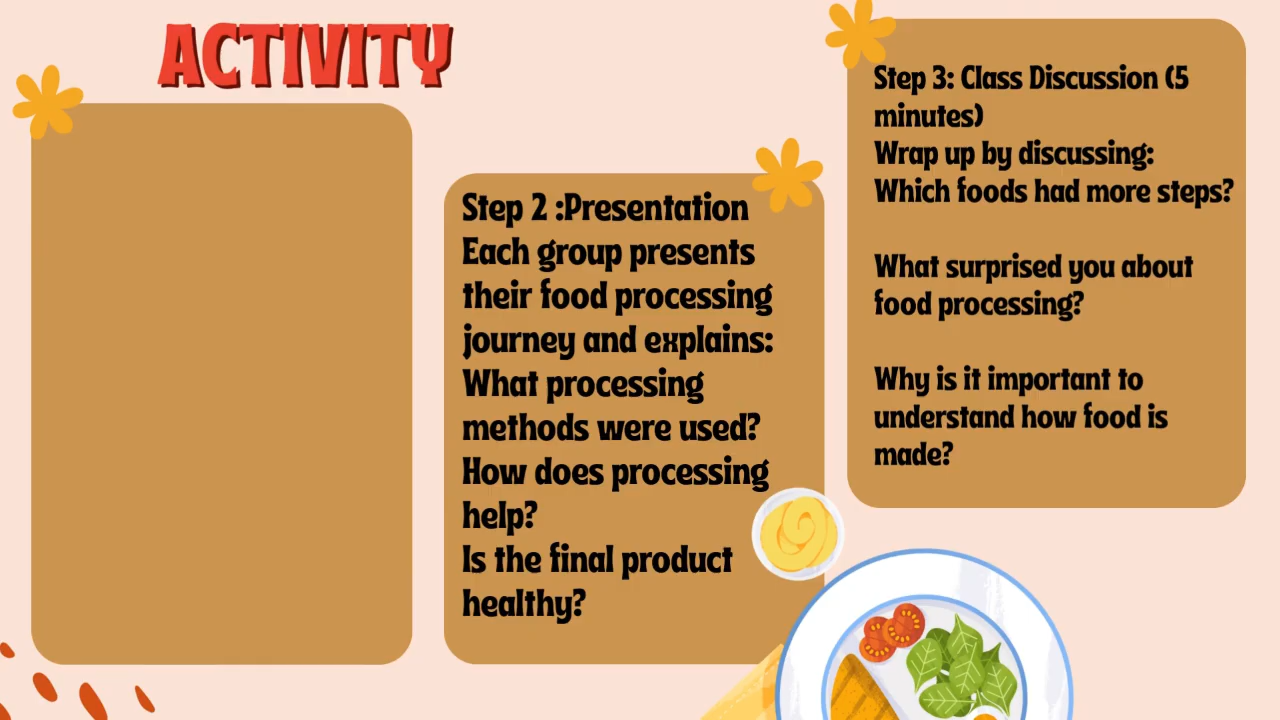 ACTIVITY
Step 2 :Presentation
Each group presents
their food processing
journey and explains:
What processing
methods were used?
How does processing
help?
Is the final product
healthy?
Step 3: Class Discussion (5
minutes)
Wrap up by discussing:
Which foods had more steps?
What surprised you about
food processing?
Why is it important to
understand how food is
made?